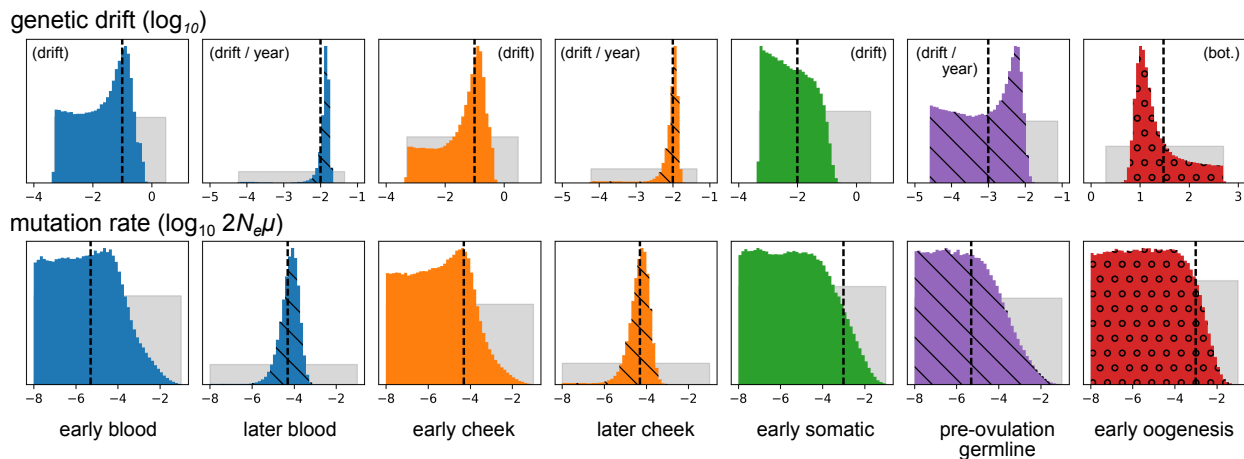 genetic drift (log10)
(drift) (drift / year) (drift) (drift / year) (drift) (drift / year) (bot.)
−4 −2 0 −5 −4 −3 −2 −1 −4 −2 0 −5 −4 −3 −2 −1 −4 −2 0 −5 −4 −3 −2 −1 0 1 2 3
mutation rate (log10 2Neμ)
−8 −6 −4 −2 −8 −6 −4 −2 −8 −6 −4 −2 −8 −6 −4 −2 −8 −6 −4 −2 −8 −6 −4 −2 −8 −6 −4 −2
early blood later blood early cheek later cheek early somatic pre-ovulation early oogenesis
germline